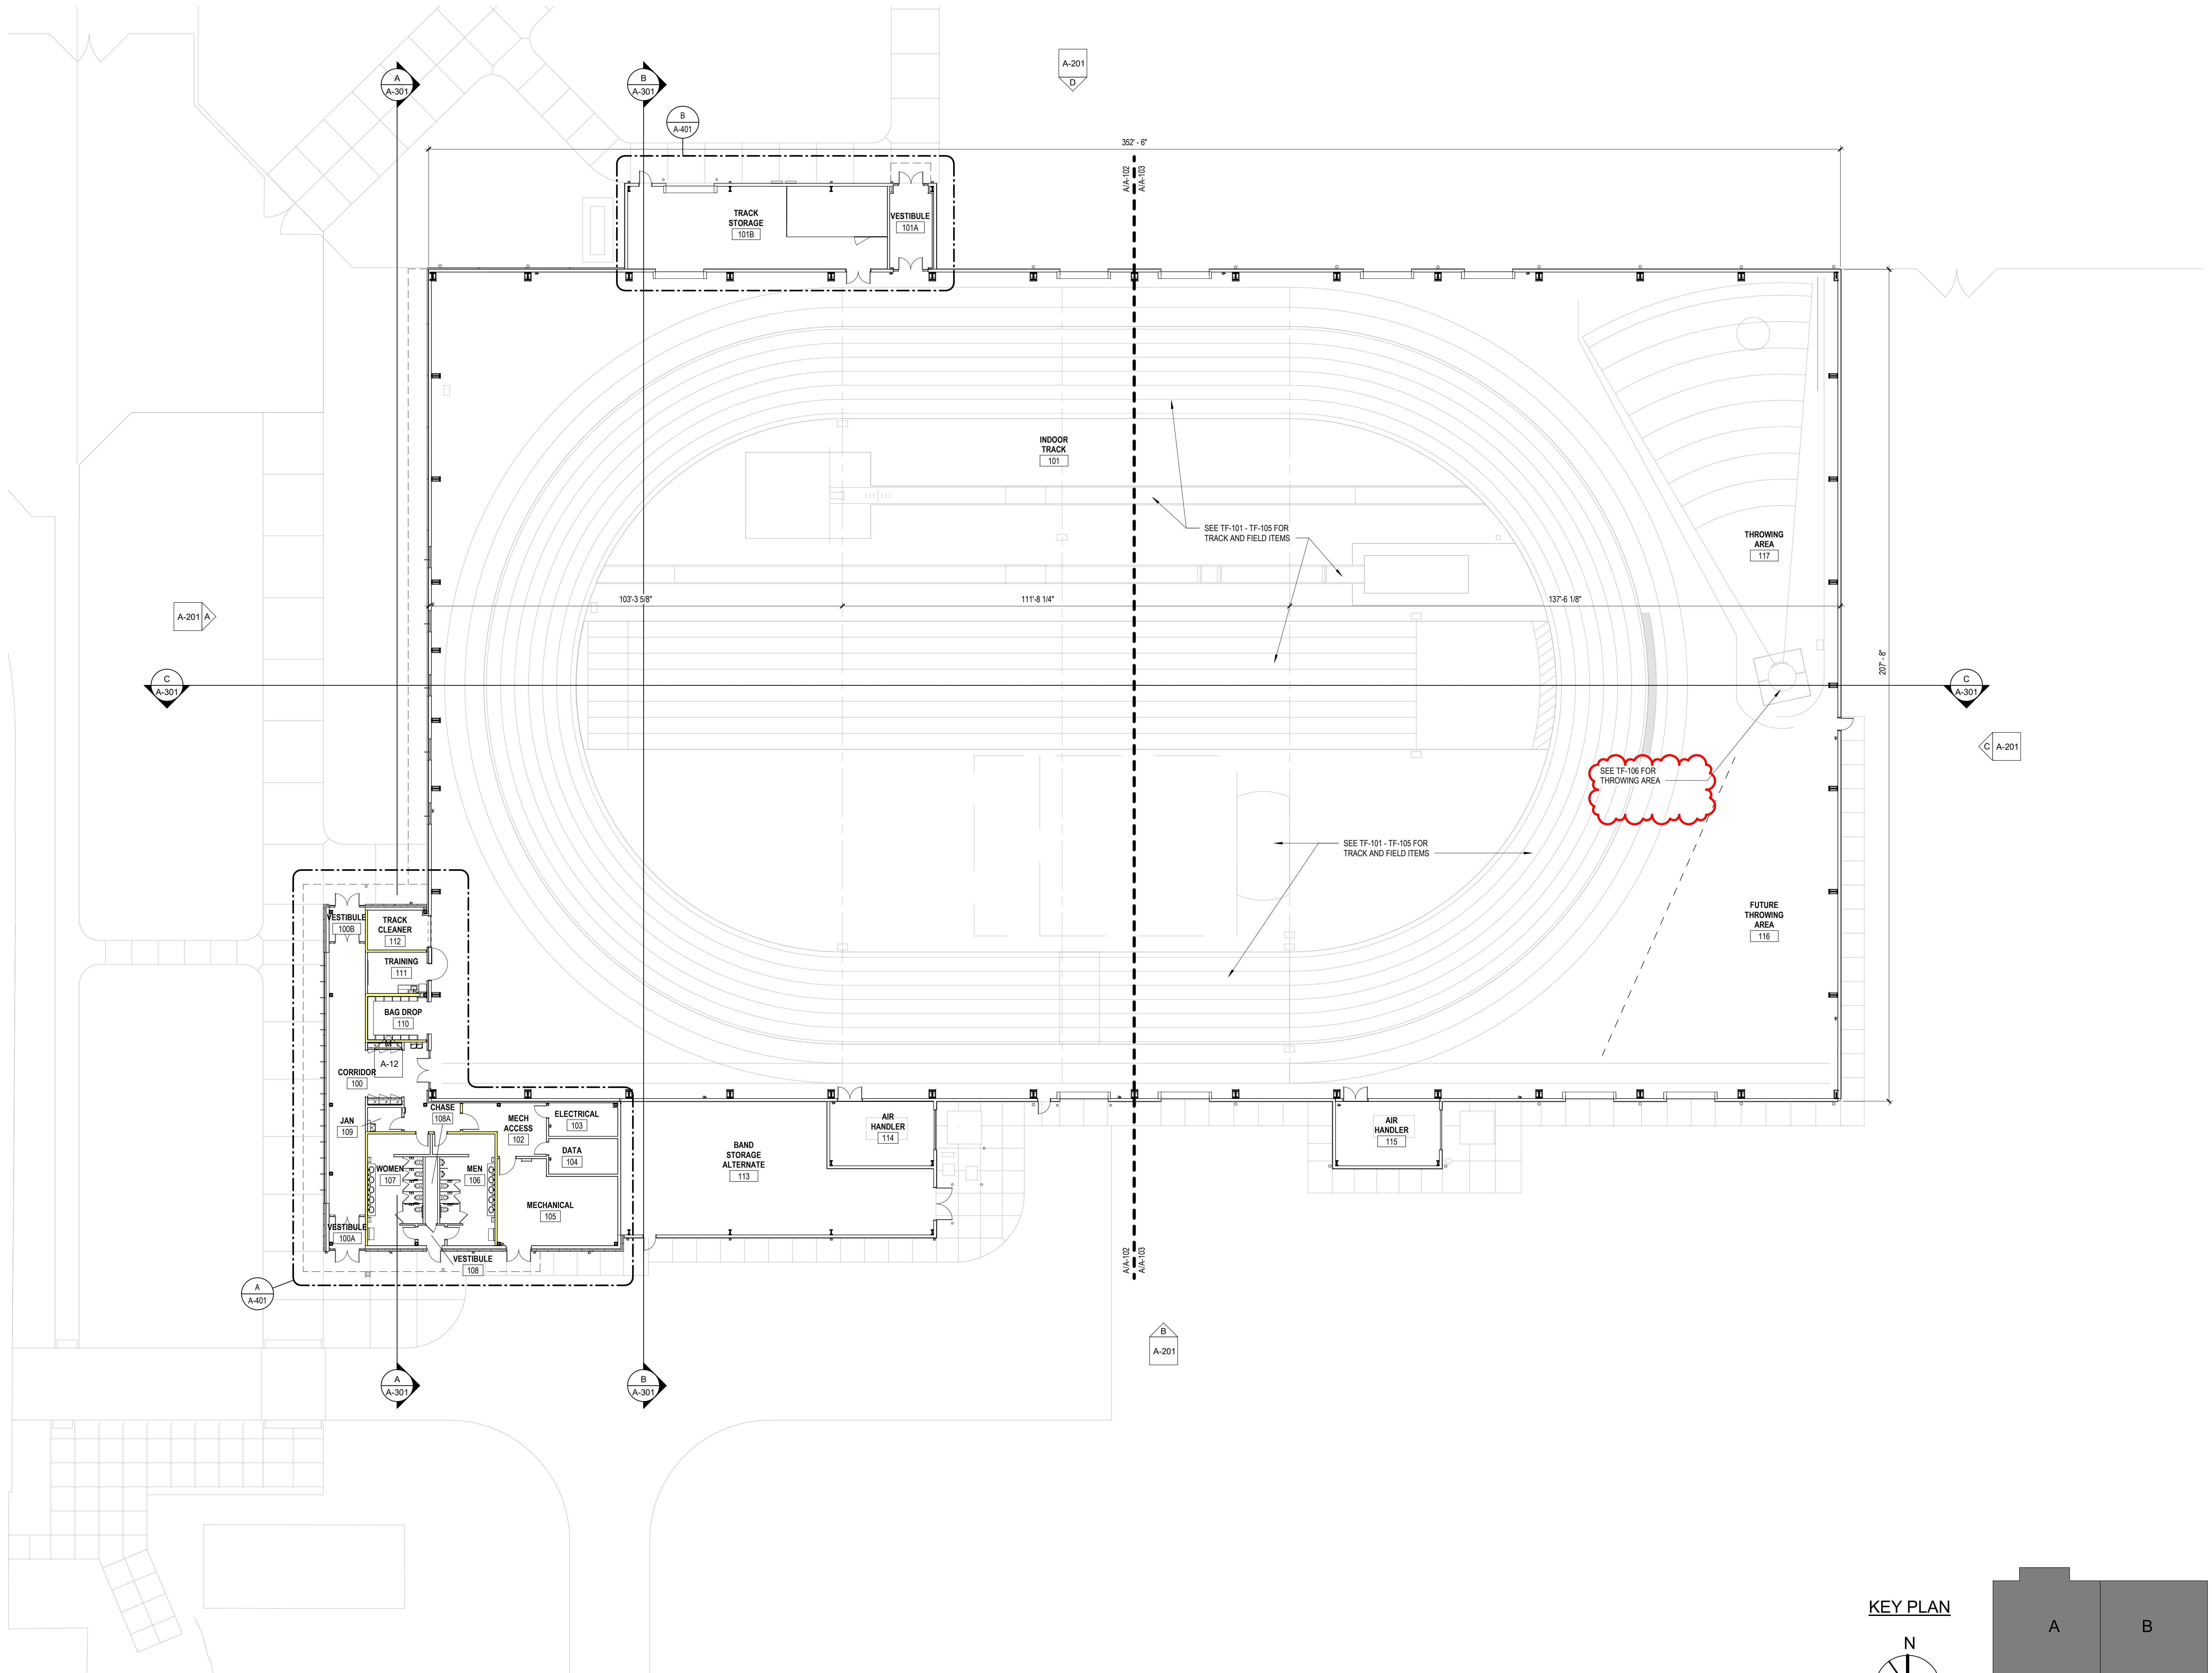 A
A-301
B
A-301
A-201
D
B
A-401
352' - 6"
A/A-102
A/A-103
TRACK
STORAGE
101B
VESTIBULE
101A
INDOOR
TRACK
101
SEE TF-101 - TF-105 FOR
TRACK AND FIELD ITEMS
THROWING
AREA
117
103'-3 5/8"
111'-8 1/4"
137'-6 1/8"
A-201
A
207' - 8"
C
A-301
C
A-301
C
A-201
SEE TF-106 FOR
THROWING AREA
SEE TF-101 - TF-105 FOR
TRACK AND FIELD ITEMS
FUTURE
THROWING
AREA
116
VESTIBULE
100B
TRACK
CLEANER
112
TRAINING
111
BAG DROP
110
A-12
CORRIDOR
100
JAN
109
CHASE
108A
MECH
ACCESS
102
ELECTRICAL
103
DATA
104
WOMEN
107
MEN
106
MECHANICAL
105
VESTIBULE
100A
VESTIBULE
108
BAND
STORAGE
ALTERNATE
113
AIR
HANDLER
114
AIR
HANDLER
115
A/A-102
A/A-103
A
A-401
B
A-201
A
A-301
B
A-301
KEY PLAN
N
A
B